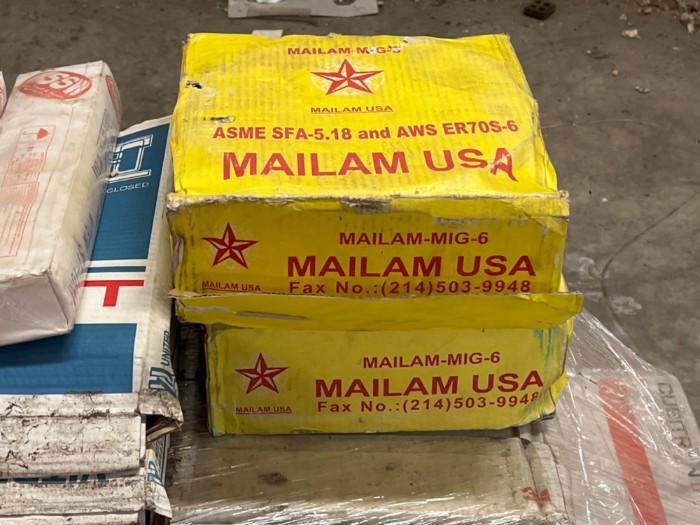 MAILAM-MIG-6
MAILAM USA
ASME SFA-5.18 and AWS ER70S-6
MAILAM USA
MAILAM-MIG-6
MAILAM USA
MAILAM USA
Fax No.:(214)503-9948
MAILAM-MIG-6
MAILAM USA
MAILAM USA
Fax No.:(214)503-9948
CLOSED
UNITED